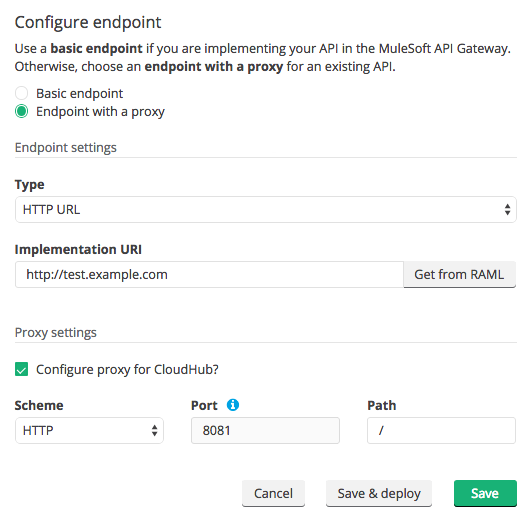 Configure endpoint
Use a basic endpoint if you are implementing your API in the MuleSoft API Gateway.
Otherwise, choose an endpoint with a proxy for an existing API.
Basic endpoint
Endpoint with a proxy
Endpoint settings
Type
HTTP URL
Implementation URI
http://test.example.com Get from RAML
Proxy settings
Configure proxy for CloudHub?
Scheme Port Path
HTTP 8081 /
Cancel Save & deploy Save